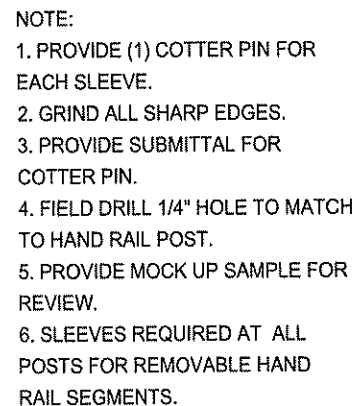 NOTE:
1. PROVIDE (1) COTTER PIN FOR
EACH SLEEVE.
2. GRIND ALL SHARP EDGES.
3. PROVIDE SUBMITTAL FOR
COTTER PIN.
4. FIELD DRILL 1/4" HOLE TO MATCH
TO HAND RAIL POST.
5. PROVIDE MOCK UP SAMPLE FOR
REVIEW.
6. SLEEVES REQUIRED AT ALL
POSTS FOR REMOVABLE HAND
RAIL SEGMENTS.